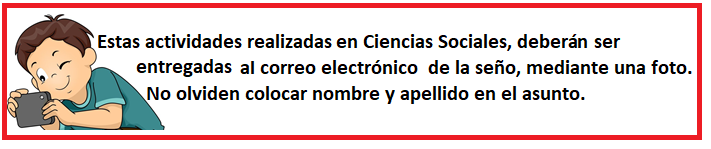 Estas actividades realizadas en Ciencias Sociales, deberán ser
entregadas al correo electrónico de la seño, mediante una foto.
No olviden colocar nombre y apellido en el asunto.